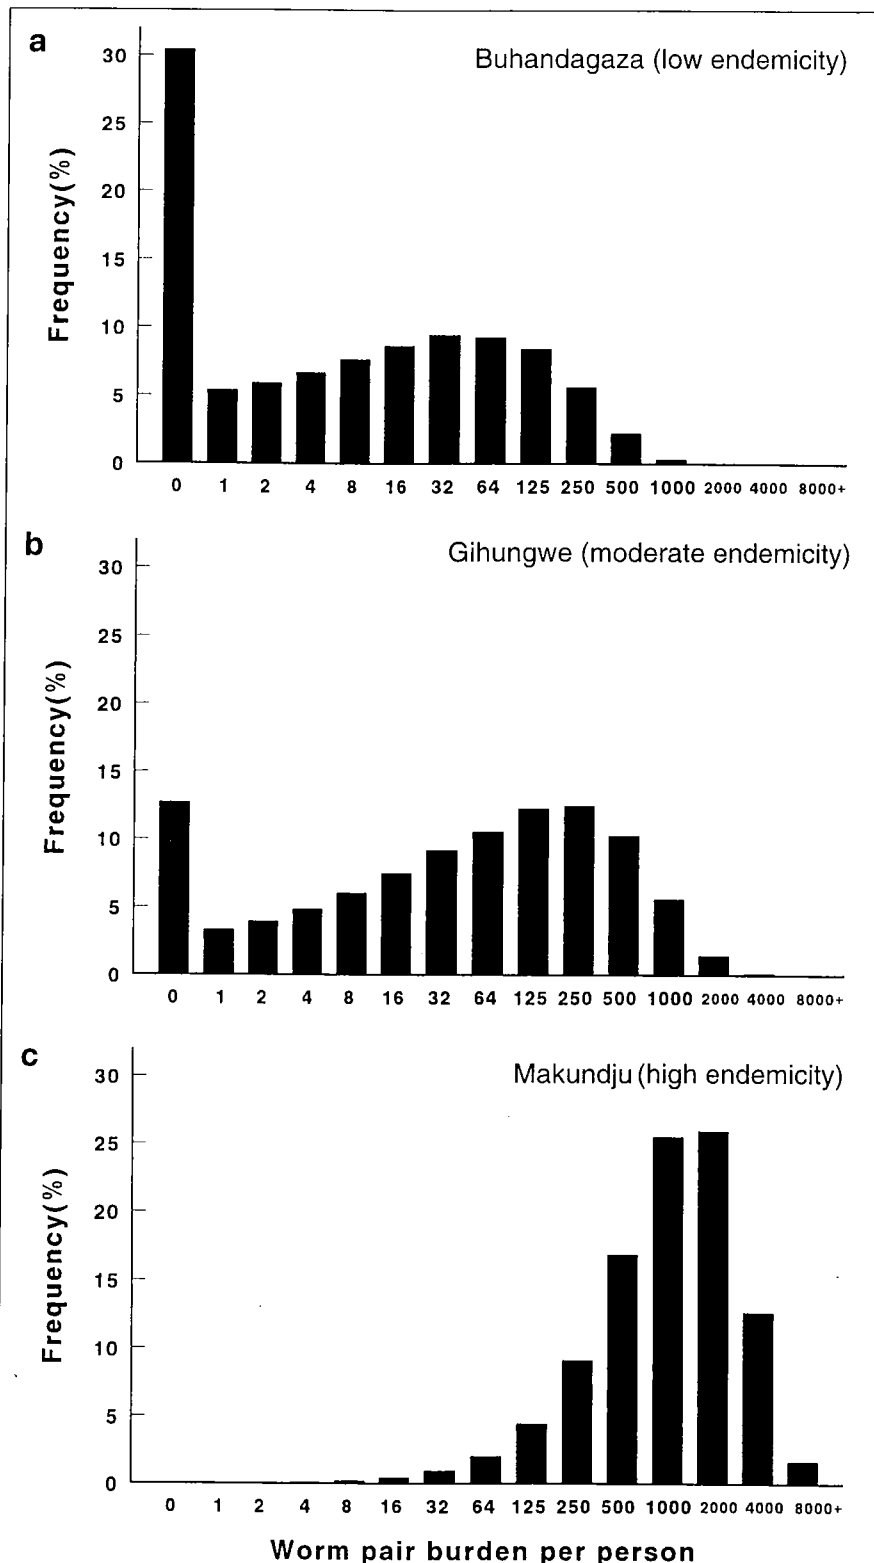 a
Buhandagaza (low endemicity)
Frequency(%)
30
25
20
15
10
5
0
0 1 2 4 8 16 32 64 125 250 500 1000 2000 4000 8000+
b
Gihungwe (moderate endemicity)
Frequency(%)
30
25
20
15
10
5
0
0 1 2 4 8 16 32 64 125 250 500 1000 2000 4000 8000+
c
Makundju (high endemicity)
Frequency(%)
30
25
20
15
10
5
0
0 1 2 4 8 16 32 64 125 250 500 1000 2000 4000 8000+
Worm pair burden per person